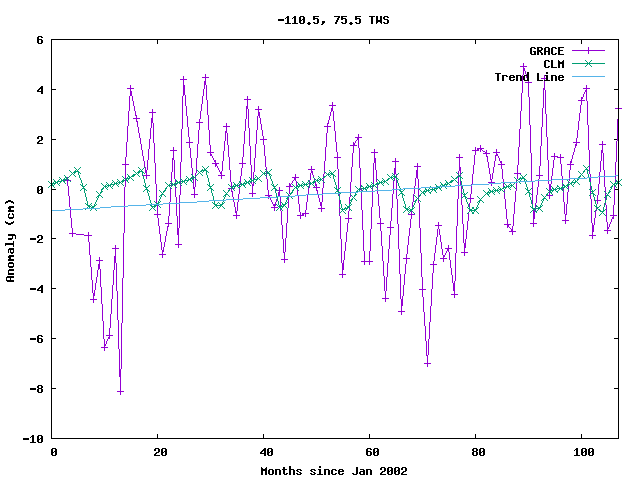 -110.5, 75.5 TWS
GRACE
CLM
Trend Line
6
4
2
0
-2
-4
-6
-8
-10
Anomaly (cm)
0 20 40 60 80 100
Months since Jan 2002